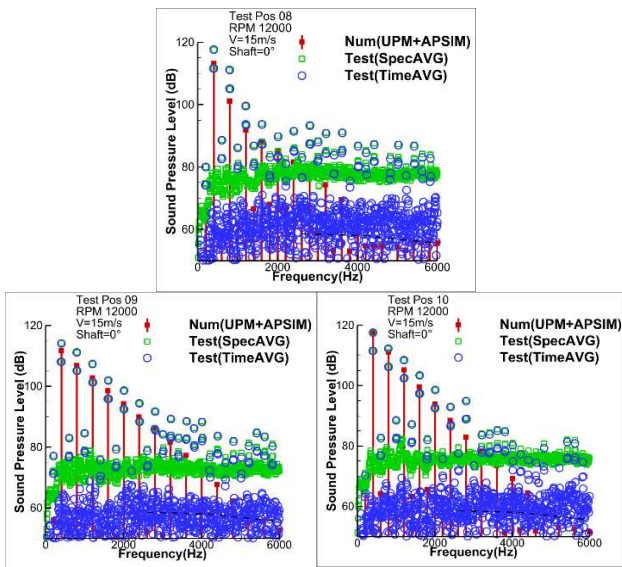 Test Pos 08
RPM 12000
V=15m/s
Shaft=0°
Num(UPM+APSIM)
Test(SpecAVG)
Test(TimeAVG)
Sound Pressure Level (dB)
120
100
80
60
0 2000 4000 6000
Frequency(Hz)
Test Pos 09
RPM 12000
V=15m/s
Shaft=0°
Num(UPM+APSIM)
Test(SpecAVG)
Test(TimeAVG)
Sound Pressure Level (dB)
120
100
80
60
0 2000 4000 6000
Frequency(Hz)
Test Pos 10
RPM 12000
V=15m/s
Shaft=0°
Num(UPM+APSIM)
Test(SpecAVG)
Test(TimeAVG)
Sound Pressure Level (dB)
120
100
80
60
0 2000 4000 6000
Frequency(Hz)